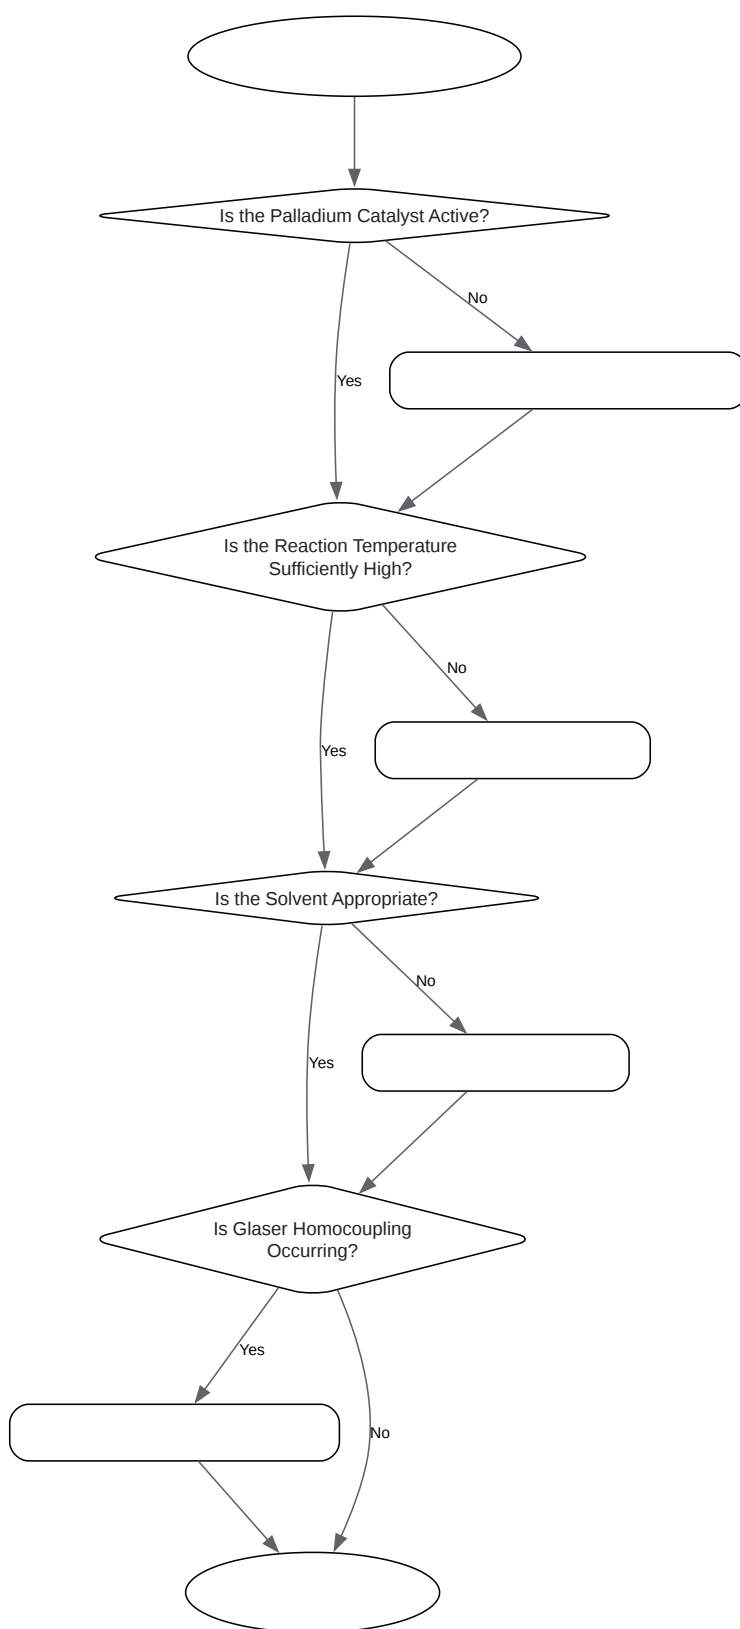 Is the Palladium Catalyst Active?
No
Yes
Is the Reaction Temperature
Sufficiently High?
No
Yes
Is the Solvent Appropriate?
No
Yes
Is Glaser Homocoupling
Occurring?
Yes
No